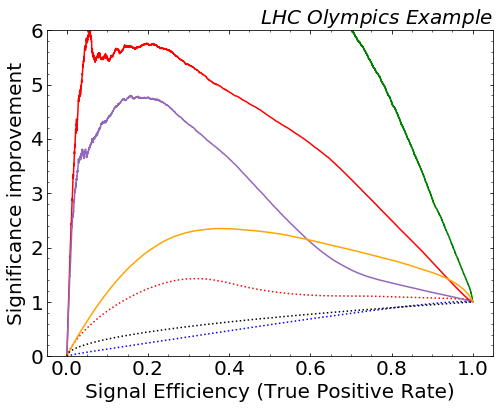 LHC Olympics Example
Significance improvement
6
5
4
3
2
1
0
0.0 0.2 0.4 0.6 0.8 1.0
Signal Efficiency (True Positive Rate)